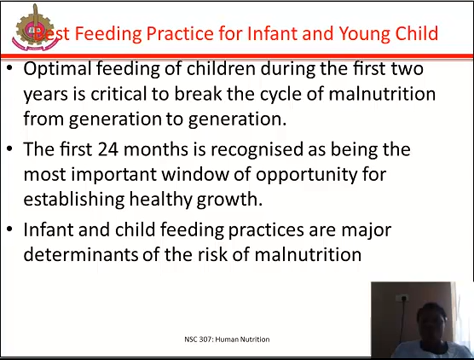 Best Feeding Practice for Infant and Young Child
• Optimal feeding of children during the first two
years is critical to break the cycle of malnutrition
from generation to generation.
• The first 24 months is recognised as being the
most important window of opportunity for
establishing healthy growth.
• Infant and child feeding practices are major
determinants of the risk of malnutrition
NSC 307: Human Nutrition